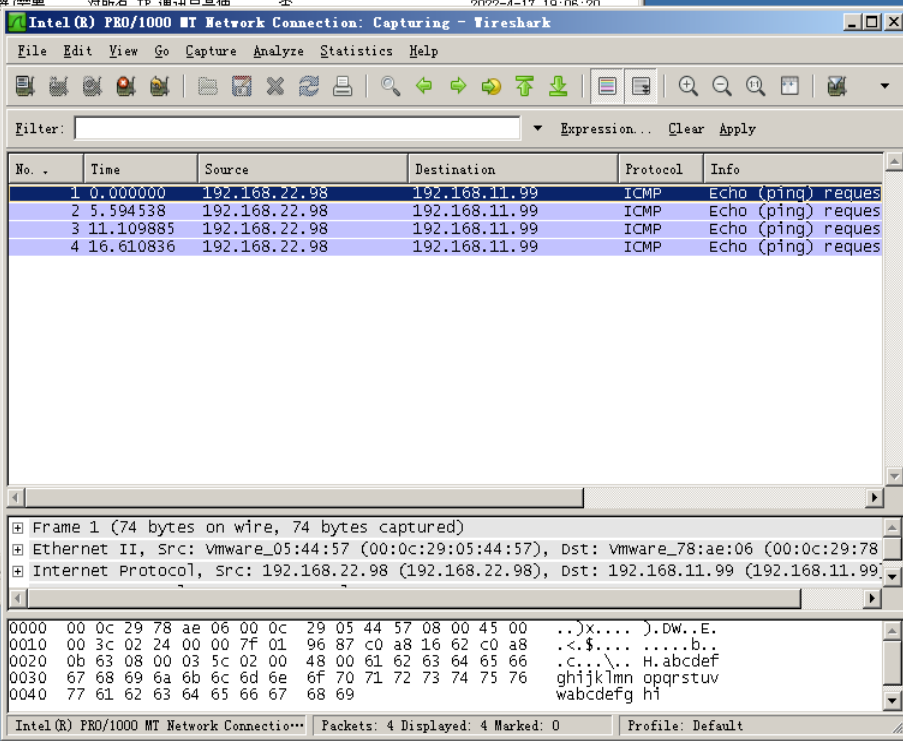 2022-4-17 19:06:20
Intel(R) PRO/1000 MT Network Connection: Capturing - Wireshark
File Edit View Go Capture Analyze Statistics Help
Filter: Expression... Clear Apply
No. . Time Source Destination Protocol Info
1 0.000000 192.168.22.98 192.168.11.99 ICMP Echo (ping) reques
2 5.594538 192.168.22.98 192.168.11.99 ICMP Echo (ping) reques
3 11.109885 192.168.22.98 192.168.11.99 ICMP Echo (ping) reques
4 16.610836 192.168.22.98 192.168.11.99 ICMP Echo (ping) reques
Frame 1 (74 bytes on wire, 74 bytes captured)
Ethernet II, Src: Vmware_05:44:57 (00:0c:29:05:44:57), Dst: Vmware_78:ae:06 (00:0c:29:78
Internet Protocol, Src: 192.168.22.98 (192.168.22.98), Dst: 192.168.11.99 (192.168.11.99)
0000 00 0c 29 78 ae 06 00 0c 29 05 44 57 08 00 45 00 ..)x.... ).DW..E.
0010 00 3c 02 24 00 00 7f 01 96 87 c0 a8 16 62 c0 a8 .<.$.... .....b..
0020 0b 63 08 00 03 5c 02 00 48 00 61 62 63 64 65 66 .c...\.. H.abcdef
0030 67 68 69 6a 6b 6c 6d 6e 6f 70 71 72 73 74 75 76 ghijklmn opqrstuv
0040 77 61 62 63 64 65 66 67 68 69 wabcdefg hi
Intel(R) PRO/1000 MT Network Connectio··· Packets: 4 Displayed: 4 Marked: 0 Profile: Default